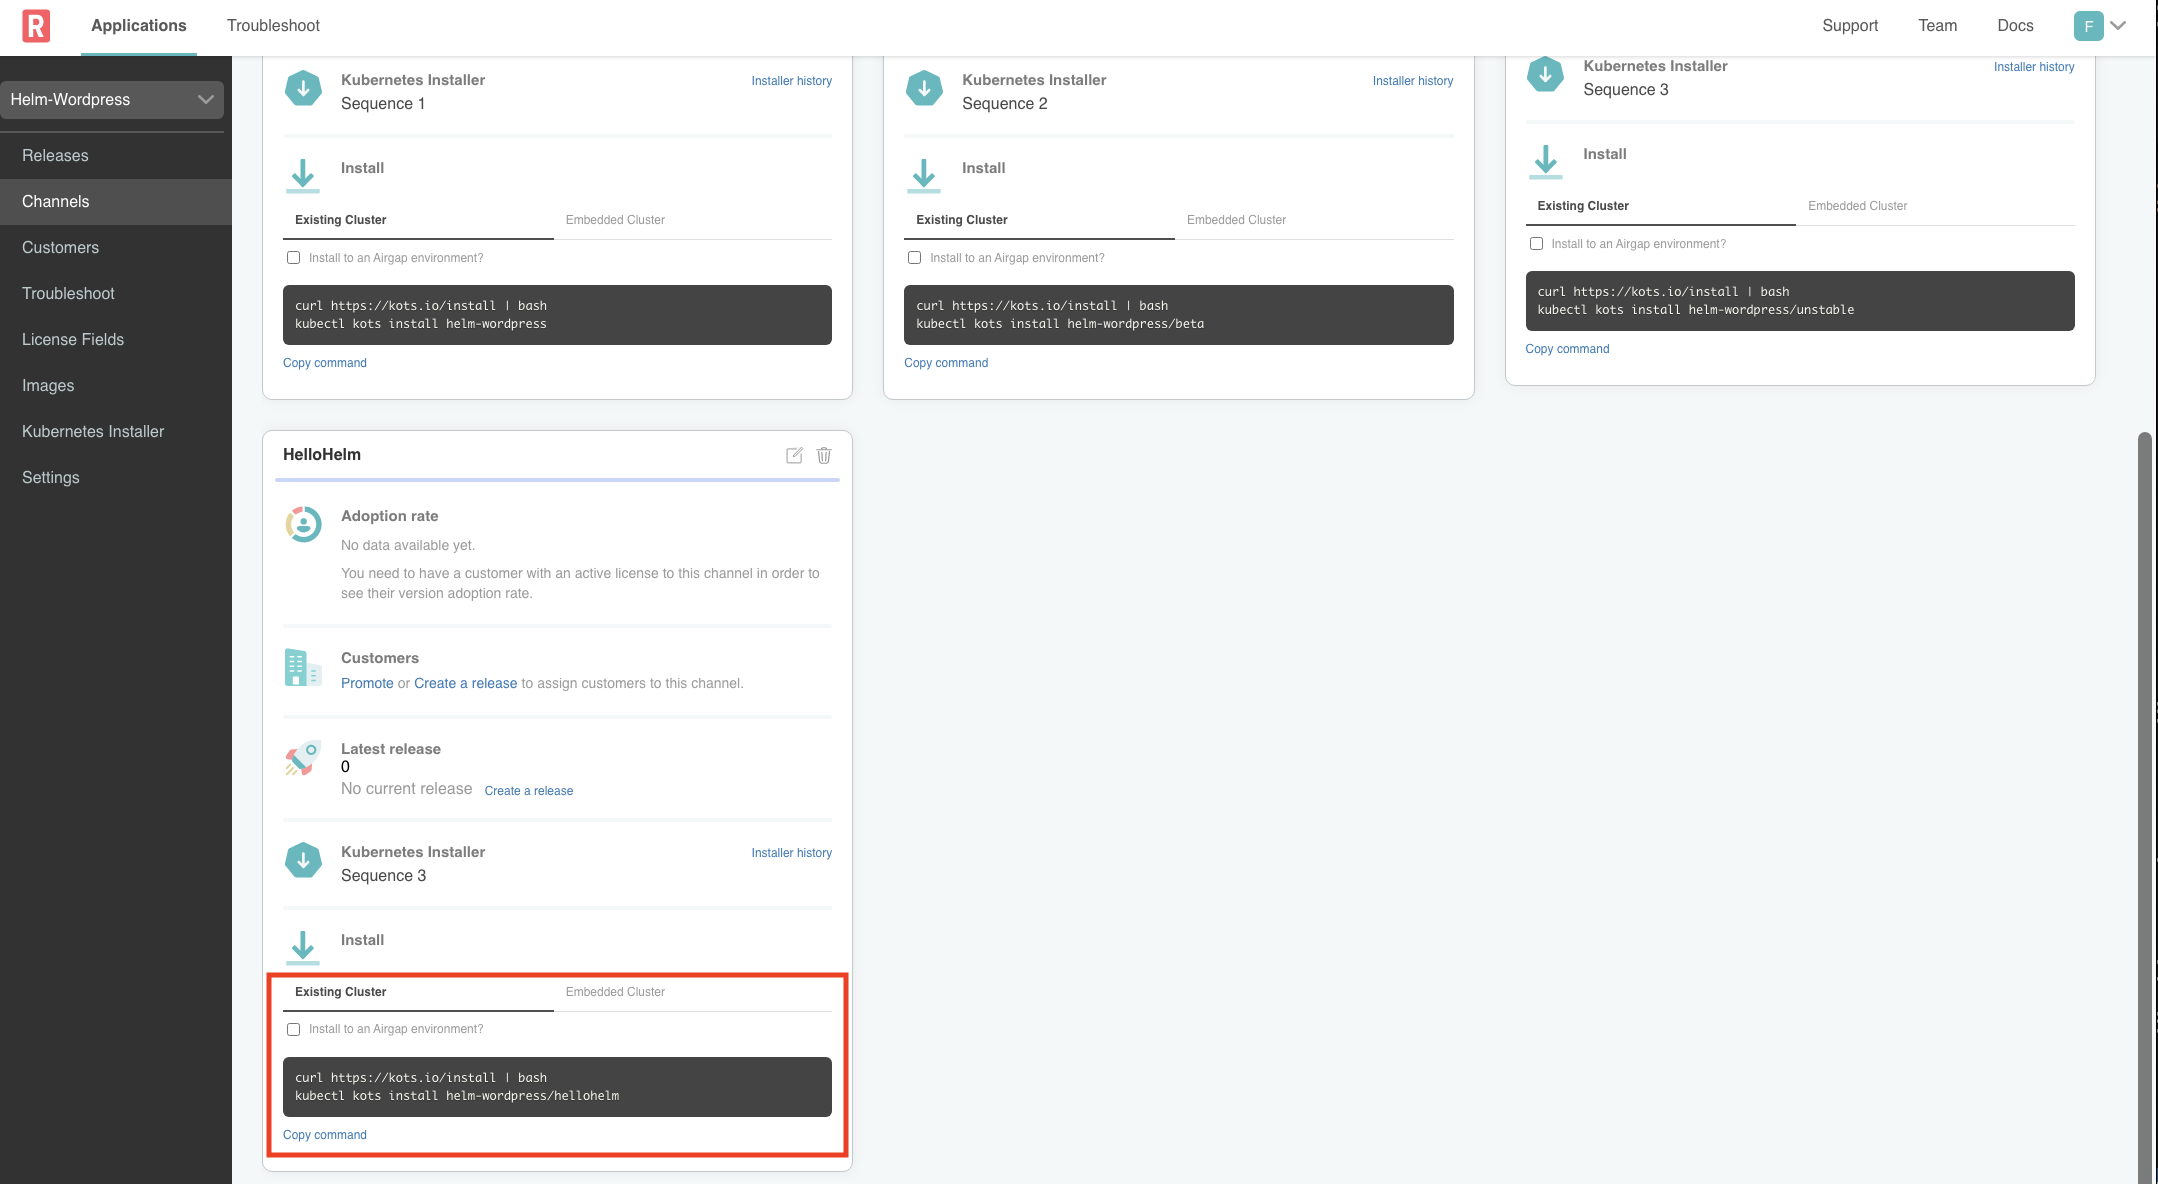 R
Applications
Troubleshoot
Support
Team
Docs
F
Helm-Wordpress
Releases
Channels
Customers
Troubleshoot
License Fields
Images
Kubernetes Installer
Settings
Kubernetes Installer
Installer history
Sequence 1
Install
Existing Cluster
Embedded Cluster
Install to an Airgap environment?
curl https://kots.io/install | bash
kubectl kots install helm-wordpress
Copy command
Kubernetes Installer
Installer history
Sequence 2
Install
Existing Cluster
Embedded Cluster
Install to an Airgap environment?
curl https://kots.io/install | bash
kubectl kots install helm-wordpress/beta
Copy command
Kubernetes Installer
Installer history
Sequence 3
Install
Existing Cluster
Embedded Cluster
Install to an Airgap environment?
curl https://kots.io/install | bash
kubectl kots install helm-wordpress/unstable
Copy command
HelloHelm
Adoption rate
No data available yet.
You need to have a customer with an active license to this channel in order to
see their version adoption rate.
Customers
Promote or Create a release to assign customers to this channel.
Latest release
0
No current release Create a release
Kubernetes Installer
Installer history
Sequence 3
Install
Existing Cluster
Embedded Cluster
Install to an Airgap environment?
curl https://kots.io/install | bash
kubectl kots install helm-wordpress/hellohelm
Copy command